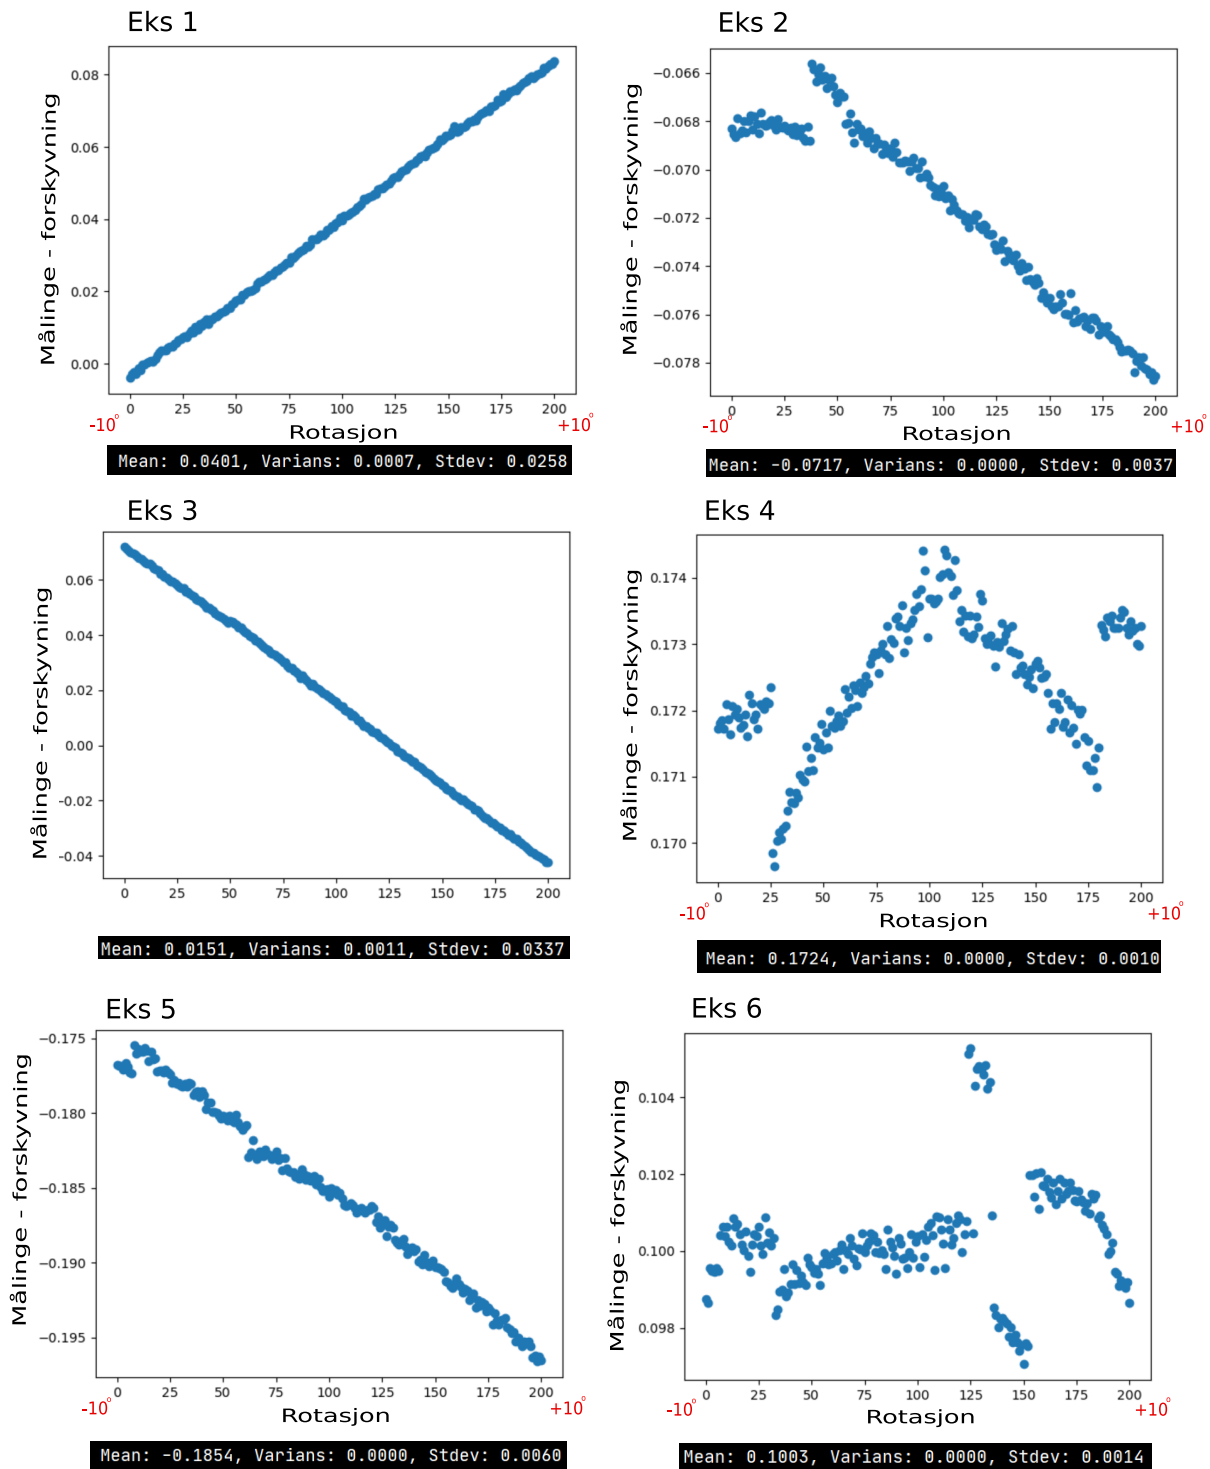 Eks 1
Målinge - forskyvning
0.08
0.06
0.04
0.02
0.00
0 25 50 75 100 125 150 175 200
-10° Rotasjon +10°
Mean: 0.0401, Varians: 0.0007, Stdev: 0.0258
Eks 2
Målinge - forskyvning
−0.066
−0.068
−0.070
−0.072
−0.074
−0.076
−0.078
0 25 50 75 100 125 150 175 200
-10° Rotasjon +10°
Mean: -0.0717, Varians: 0.0000, Stdev: 0.0037
Eks 3
Målinge - forskyvning
0.06
0.04
0.02
0.00
-0.02
-0.04
0 25 50 75 100 125 150 175 200
Mean: 0.0151, Varians: 0.0011, Stdev: 0.0337
Eks 4
Målinge - forskyvning
0.174
0.173
0.172
0.171
0.170
0 25 50 75 100 125 150 175 200
-10° Rotasjon +10°
Mean: 0.1724, Varians: 0.0000, Stdev: 0.0010
Eks 5
Målinge - forskyvning
−0.175
−0.180
−0.185
−0.190
−0.195
0 25 50 75 100 125 150 175 200
-10° Rotasjon +10°
Mean: -0.1854, Varians: 0.0000, Stdev: 0.0060
Eks 6
Målinge - forskyvning
0.104
0.102
0.100
0.098
0 25 50 75 100 125 150 175 200
-10° Rotasjon +10°
Mean: 0.1003, Varians: 0.0000, Stdev: 0.0014